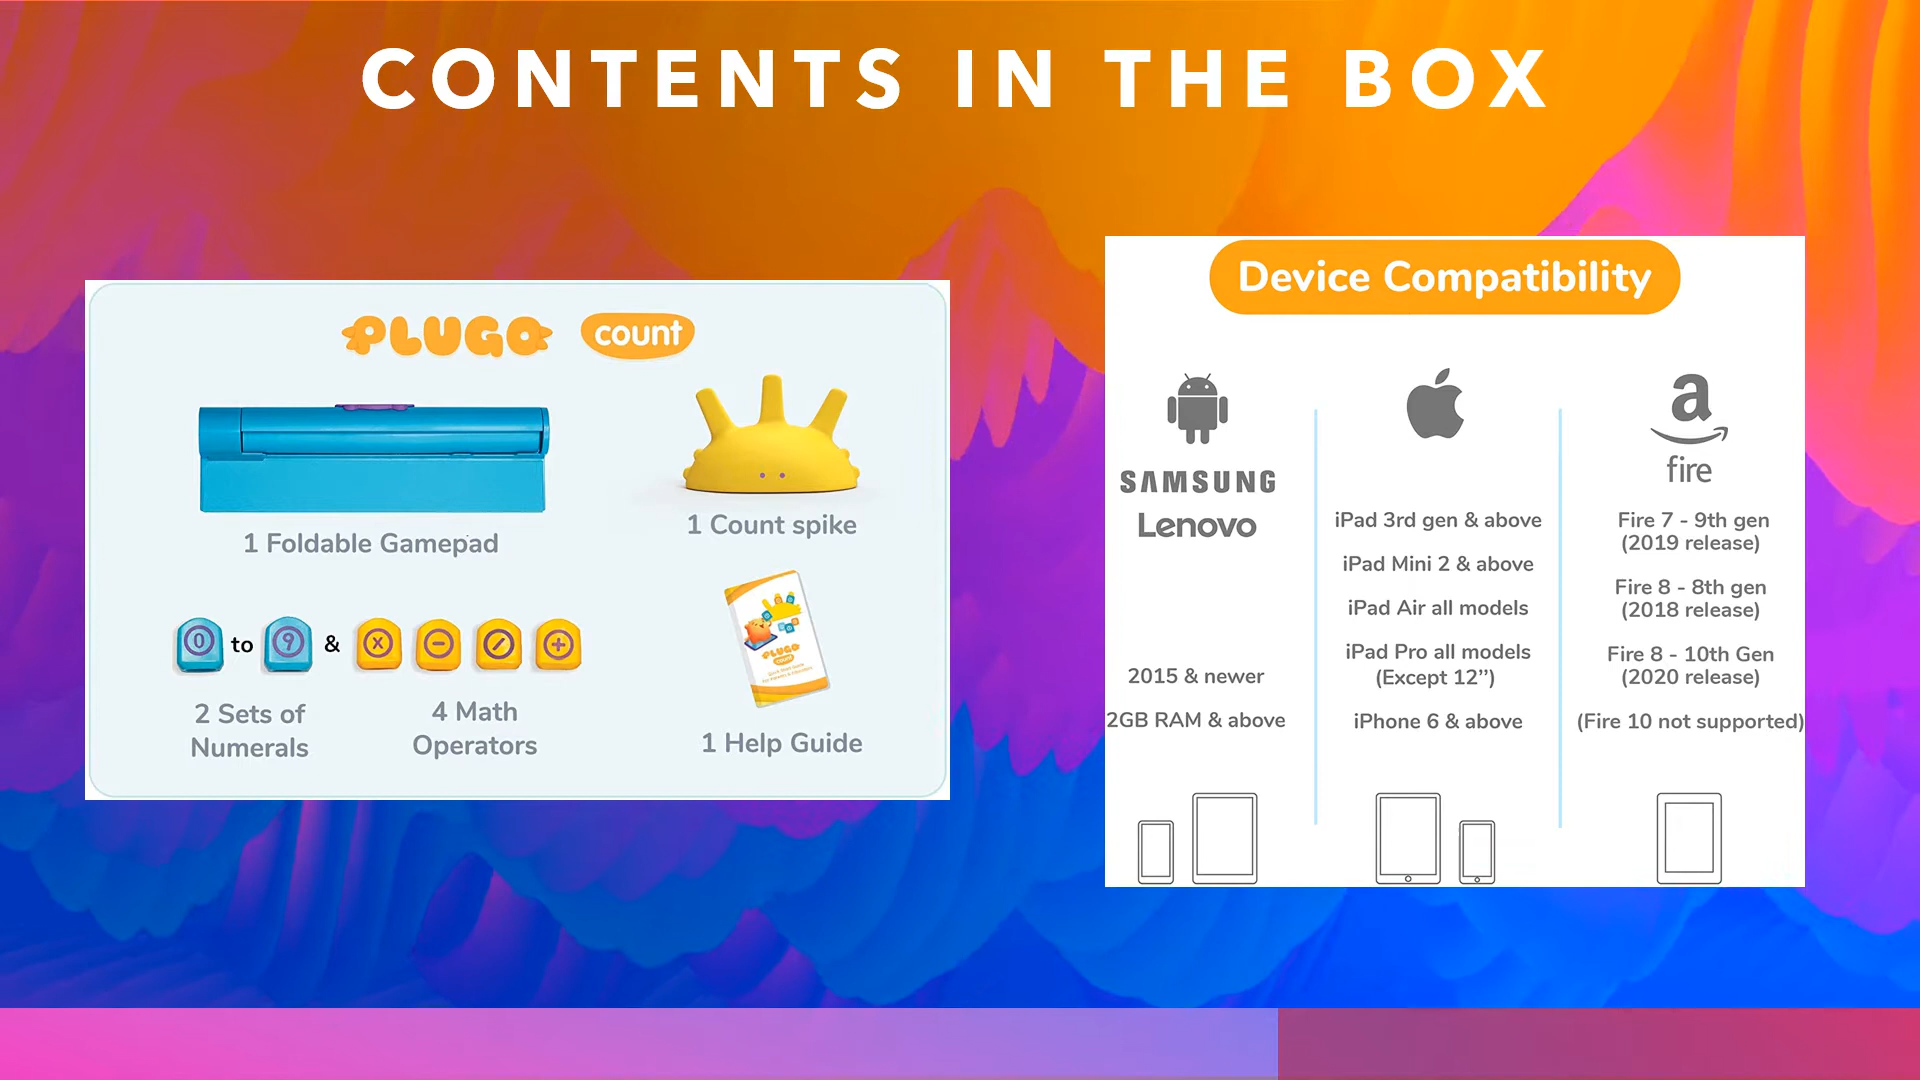 CONTENTS IN THE BOX
PLUGO count
1 Foldable Gamepad
1 Count spike
0 to 9 & x - / +
2 Sets of
Numerals
4 Math
Operators
PLUGO
count
1 Help Guide
Device Compatibility
SAMSUNG
Lenovo
2015 & newer
2GB RAM & above
iPad 3rd gen & above
iPad Mini 2 & above
iPad Air all models
iPad Pro all models
(Except 12”)
iPhone 6 & above
a
fire
Fire 7 - 9th gen
(2019 release)
Fire 8 - 8th gen
(2018 release)
Fire 8 - 10th Gen
(2020 release)
(Fire 10 not supported)